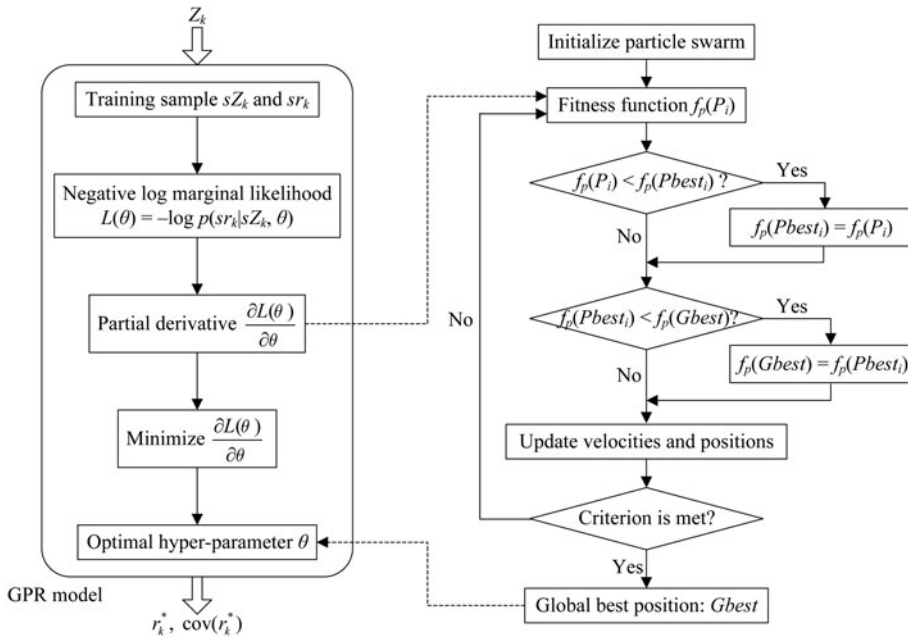 Z_k
Training sample sZ_k and sr_k
Negative log marginal likelihood
L(θ) = –log p(sr_k|sZ_k, θ)
Partial derivative ∂L(θ)/∂θ
Minimize ∂L(θ)/∂θ
Optimal hyper-parameter θ
GPR model
r_k^*, cov(r_k^*)
Initialize particle swarm
Fitness function f_p(P_i)
f_p(P_i) < f_p(Pbest_i) ?
Yes
f_p(Pbest_i) = f_p(P_i)
No
f_p(Pbest_i) < f_p(Gbest)?
Yes
f_p(Gbest) = f_p(Pbest_i)
No
Update velocities and positions
Criterion is met?
No
Yes
Global best position: Gbest